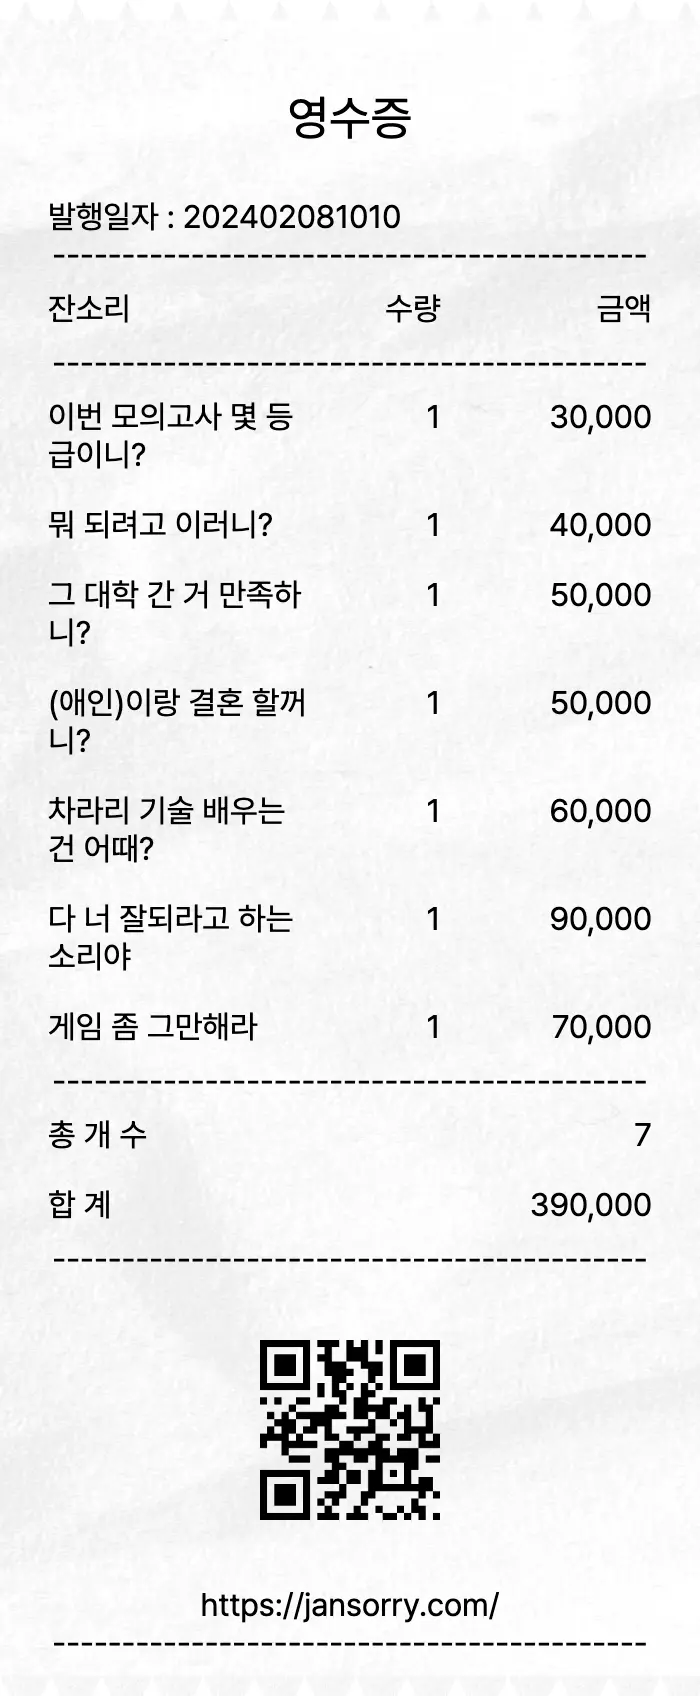 영수증
발행일자 : 202402081010
잔소리 수량 금액
이번 모의고사 몇 등 1 30,000
급이니?
뭐 되려고 이러니? 1 40,000
그 대학 간 거 만족하 1 50,000
니?
(애인)이랑 결혼 할꺼 1 50,000
니?
차라리 기술 배우는 1 60,000
건 어때?
다 너 잘되라고 하는 1 90,000
소리야
게임 좀 그만해라 1 70,000
총 개 수 7
합 계 390,000
https://jansorry.com/